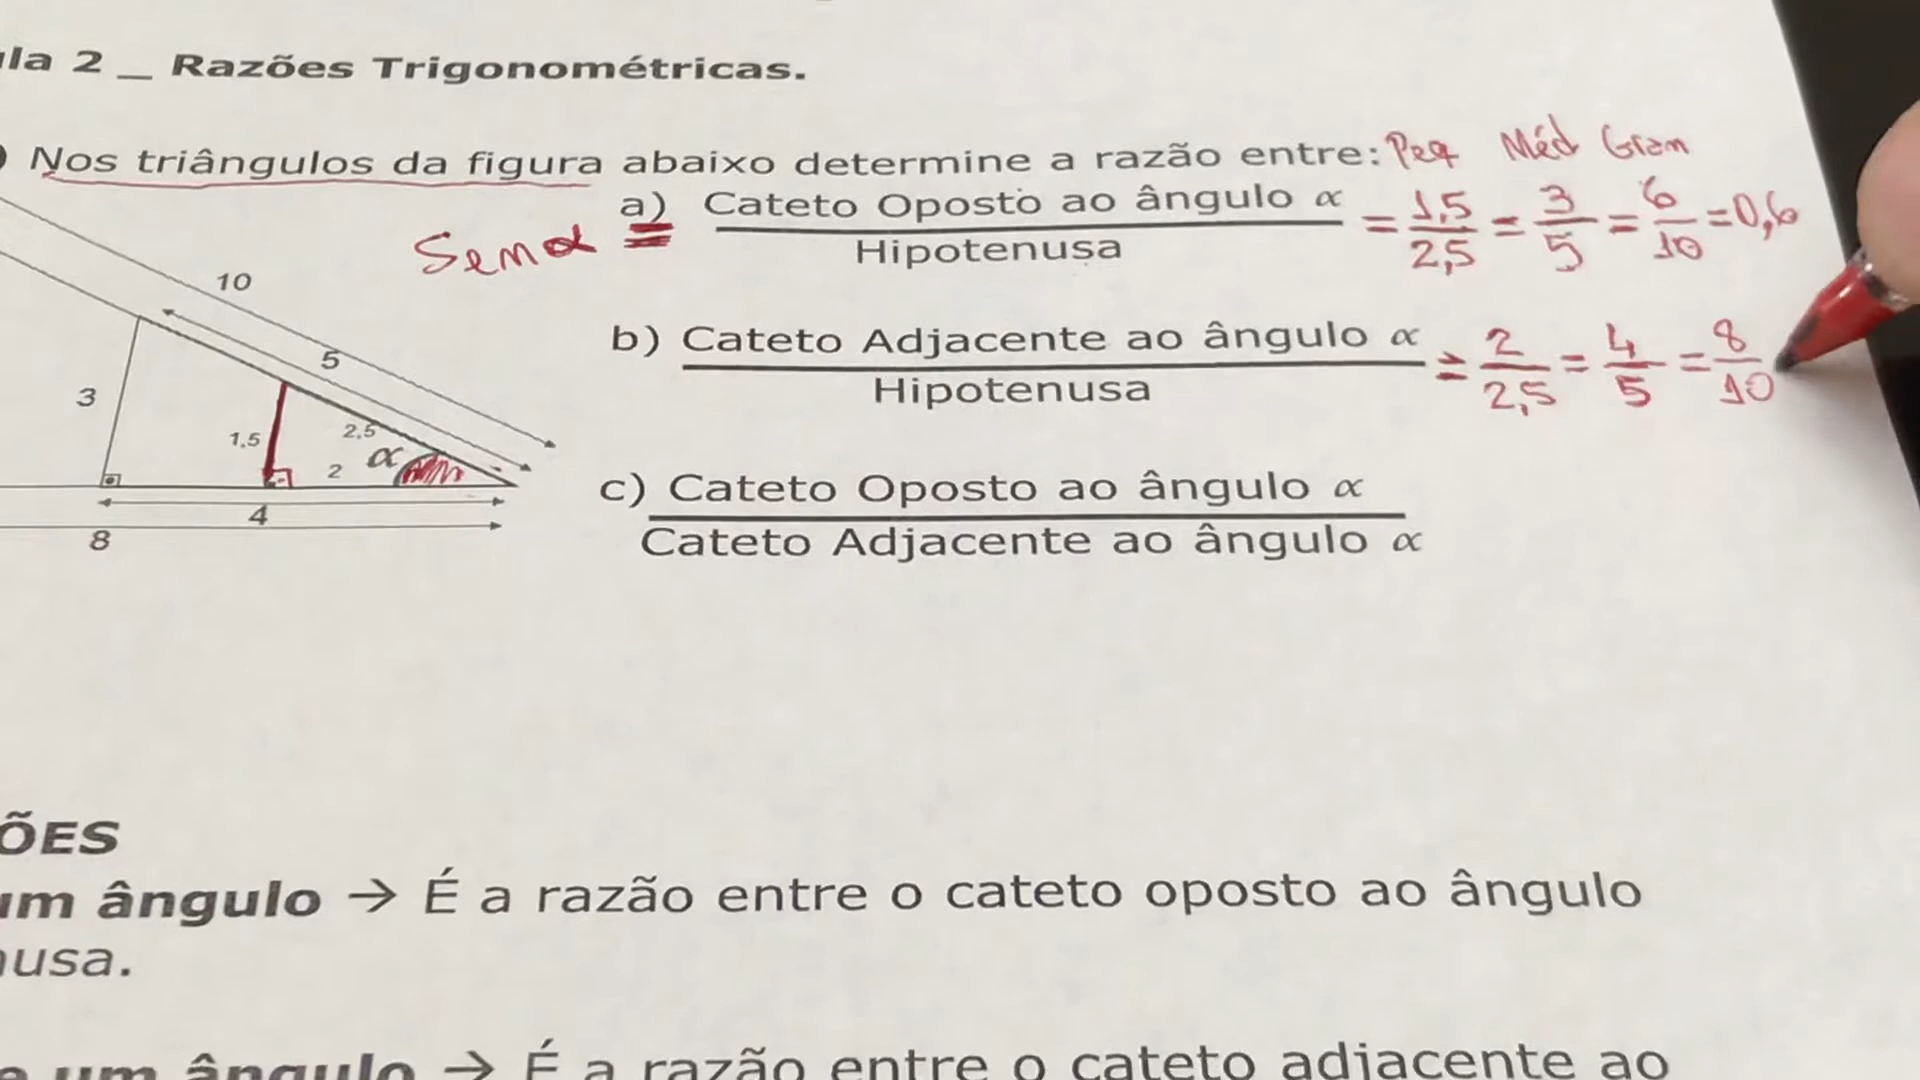 la 2 _ Razões Trigonométricas.
Nos triângulos da figura abaixo determine a razão entre: Peq Méd Gran
a) Cateto Oposto ao ângulo α = 1,5 = 3 = 6 = 0,6
Hipotenusa 2,5 5 10
Sen α =
10
5
3
1,5
2,5
α
2
4
8
b) Cateto Adjacente ao ângulo α = 2 = 4 = 8
Hipotenusa 2,5 5 10
c) Cateto Oposto ao ângulo α
Cateto Adjacente ao ângulo α
ÕES
um ângulo → É a razão entre o cateto oposto ao ângulo
nusa.
e um ângulo → É a razão entre o cateto adjacente ao